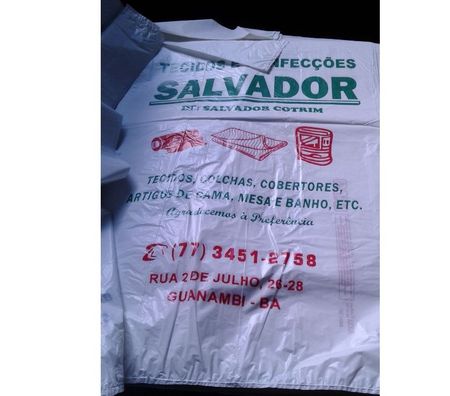 TECIDOS E CONFECÇÕES
SALVADOR
DE: SALVADOR COTRIM
TECIDOS, COLCHAS, COBERTORES,
ARTIGOS DE CAMA, MESA E BANHO, ETC.
Agradecemos à Preferência
(77) 3451-2758
RUA 2 DE JULHO, 26-28
GUANAMBI - BA